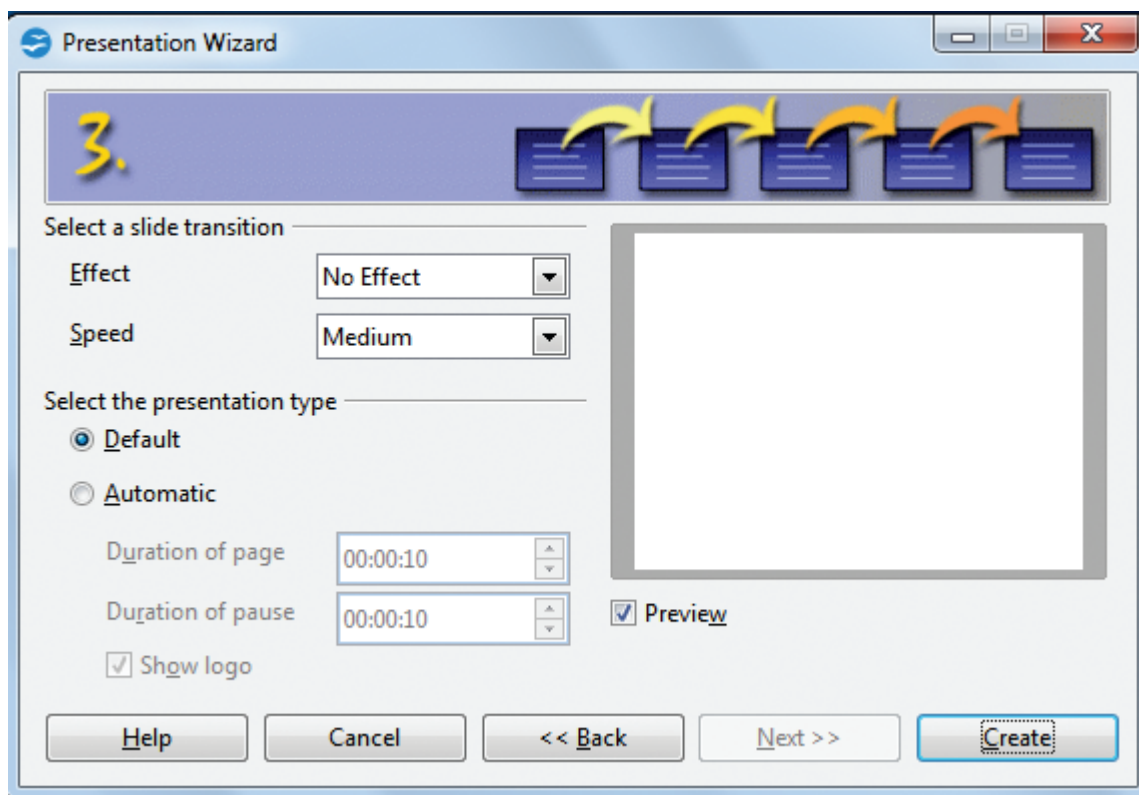 Presentation Wizard
3.
Select a slide transition
Effect No Effect
Speed Medium
Select the presentation type
Default
Automatic
Duration of page 00:00:10
Duration of pause 00:00:10
Show logo
Preview
Help Cancel << Back Next >> Create